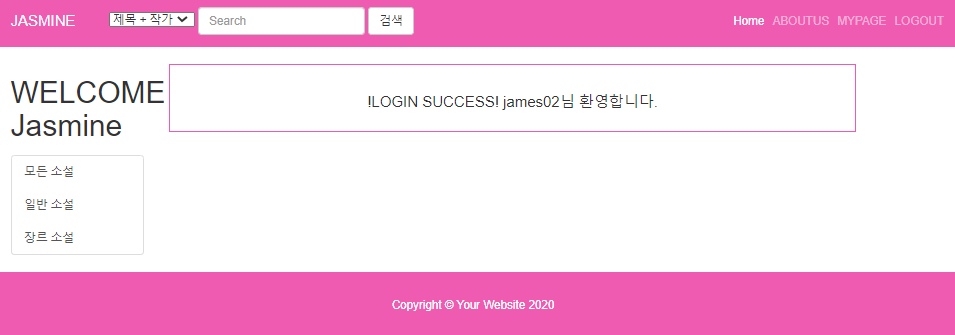 JASMINE 제목 + 작가 Search 검색 Home ABOUTUS MYPAGE LOGOUT
WELCOME
Jasmine
!LOGIN SUCCESS! james02님 환영합니다.
모든 소설
일반 소설
장르 소설
Copyright © Your Website 2020